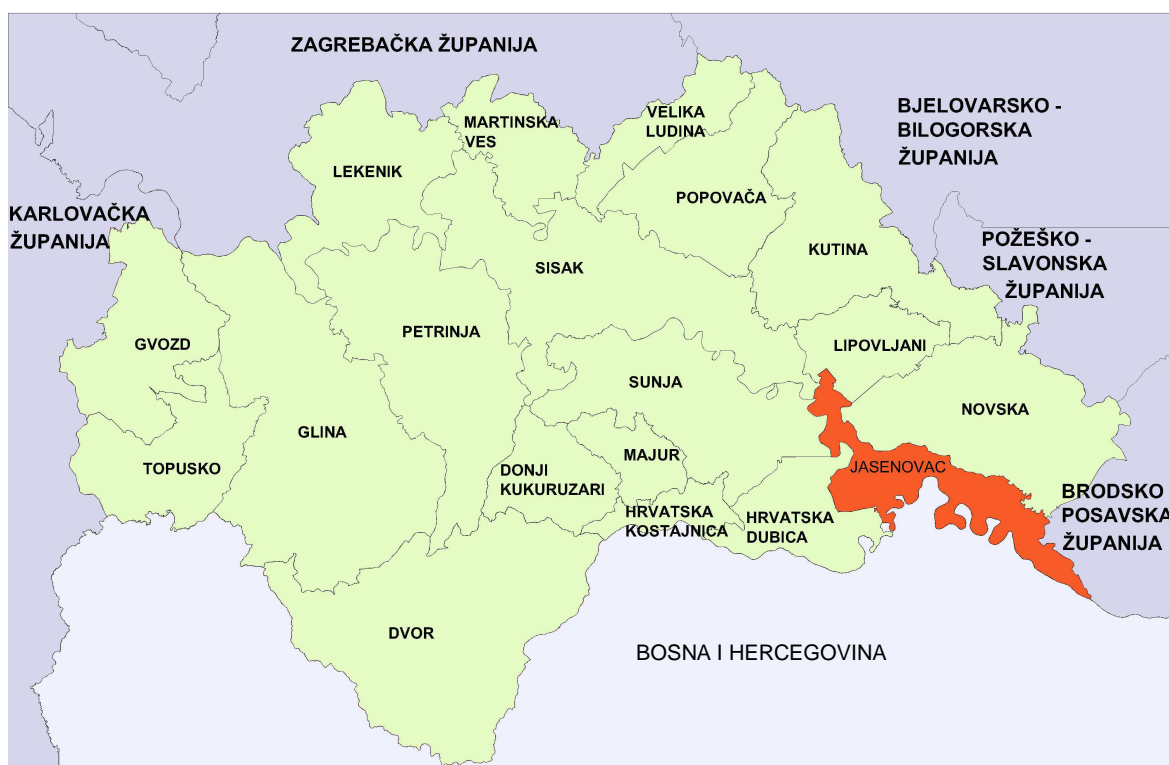 ZAGREBAČKA ŽUPANIJA
BJELOVARSKO -
BILOGORSKA
ŽUPANIJA
VELIKA
LUDINA
MARTINSKA
VES
LEKENIK
POPOVAČA
KARLOVAČKA
ŽUPANIJA
KUTINA
POŽEŠKO -
SLAVONSKA
ŽUPANIJA
SISAK
PETRINJA
GVOZD
LIPOVLJANI
SUNJA
NOVSKA
GLINA
TOPUSKO
DONJI
KUKURUZARI
MAJUR
JASENOVAC
HRVATSKA
KOSTAJNICA
HRVATSKA
DUBICA
BRODSKO
POSAVSKA
ŽUPANIJA
DVOR
BOSNA I HERCEGOVINA